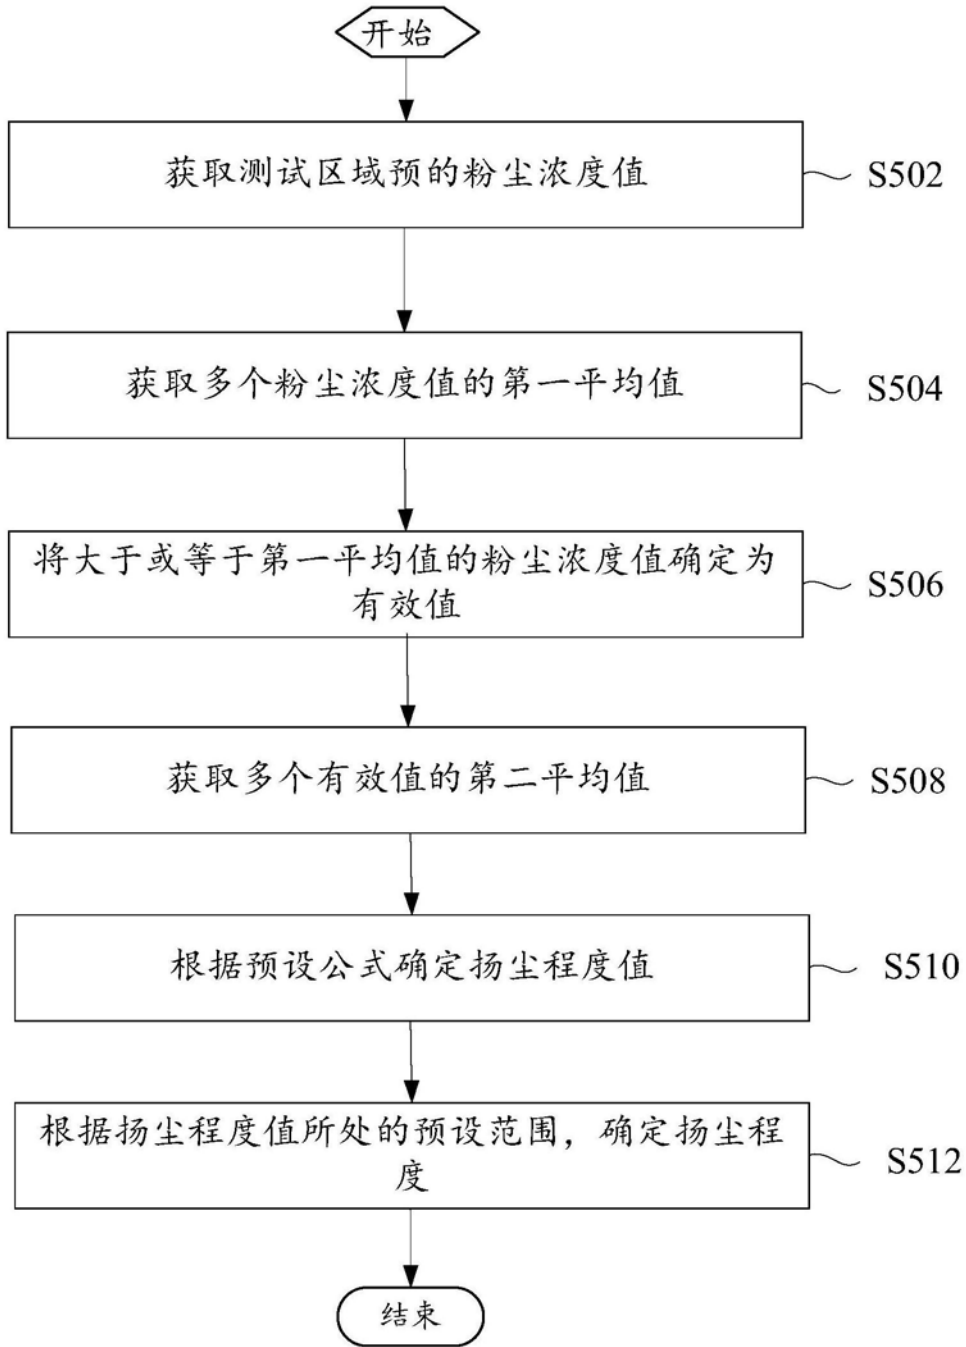 开始
获取测试区域预的粉尘浓度值
S502
获取多个粉尘浓度值的第一平均值
S504
将大于或等于第一平均值的粉尘浓度值确定为
有效值
S506
获取多个有效值的第二平均值
S508
根据预设公式确定扬尘程度值
S510
根据扬尘程度值所处的预设范围，确定扬尘程
度
S512
结束